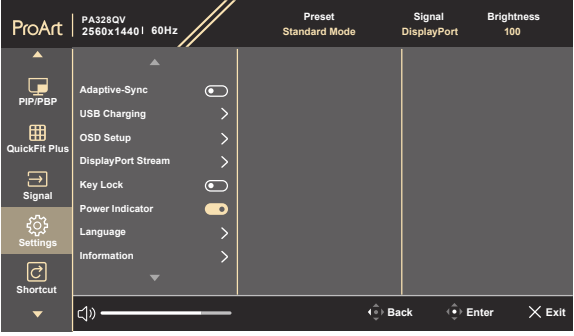 ProArt
PA328QV
2560x1440 60Hz
Preset
Standard Mode
Signal
DisplayPort
Brightness
100
PIP/PBP
QuickFit Plus
Signal
Settings
Shortcut
Adaptive-Sync
USB Charging
OSD Setup
DisplayPort Stream
Key Lock
Power Indicator
Language
Information
Back
Enter
Exit